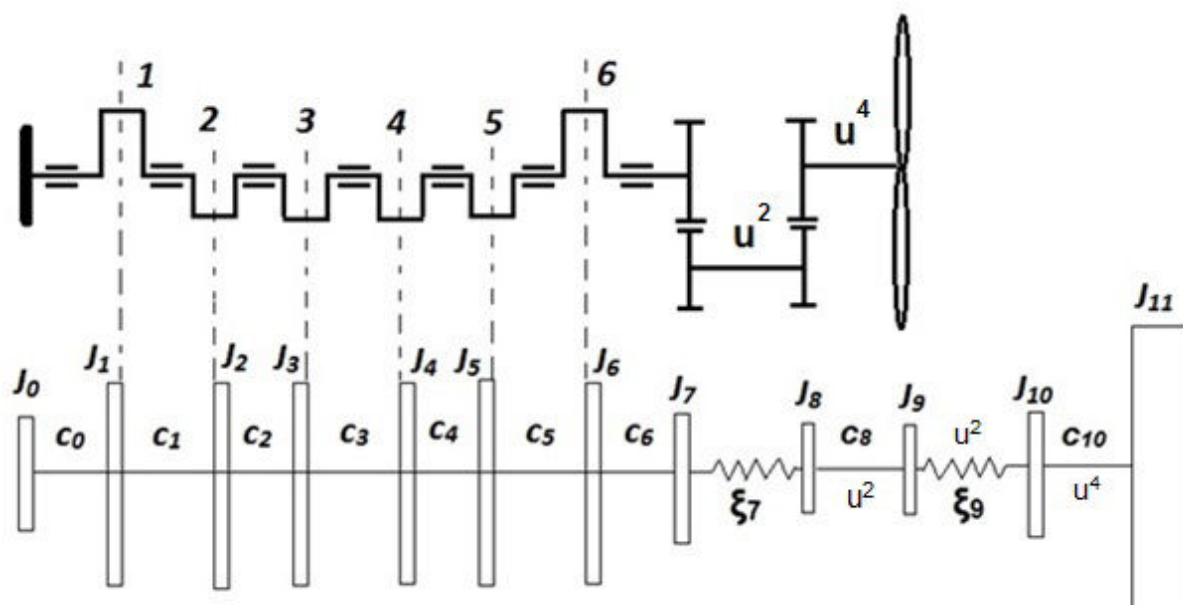 1
2 3 4 5 6
u⁴
u²
J₀ J₁ J₂ J₃ J₄ J₅ J₆ J₇ J₈ J₉ J₁₀ J₁₁
c₀ c₁ c₂ c₃ c₄ c₅ c₆ c₈ u² c₁₀
ξ₇ u² ξ₉ u⁴